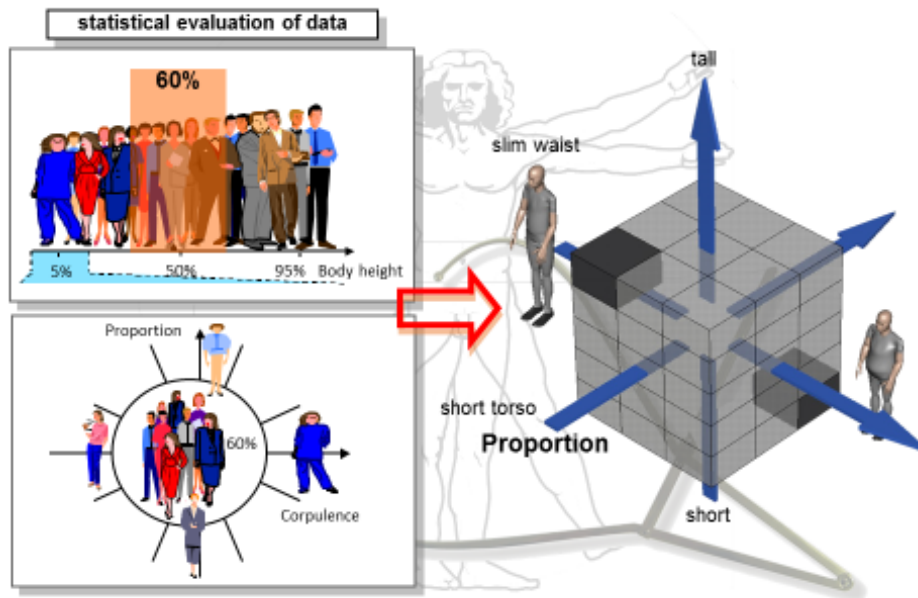 statistical evaluation of data
60%
5% 50% 95% Body height
Proportion
60%
Corpulence
tall
slim waist
short torso
Proportion
short